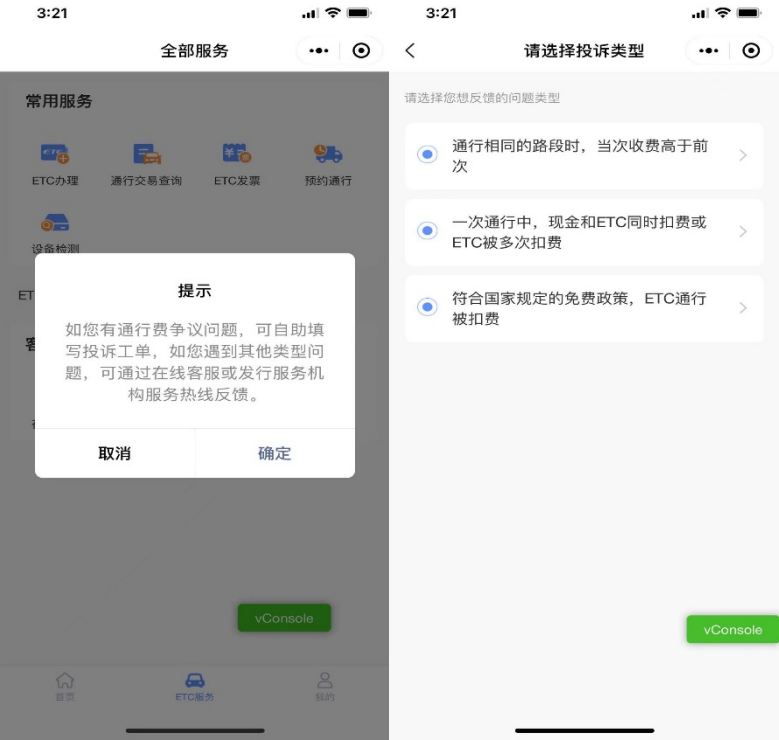 3:21
全部服务
常用服务
ETC办理
通行交易查询
ETC发票
预约通行
设备检测
ET
提示
如您有通行费争议问题，可自助填
写投诉工单，如您遇到其他类型问
题，可通过在线客服或发行服务机
构服务热线反馈。
取消
确定
vConsole
首页
ETC服务
我的
3:21
请选择投诉类型
请选择您想反馈的问题类型
通行相同的路段时，当次收费高于前
次
一次通行中，现金和ETC同时扣费或
ETC被多次扣费
符合国家规定的免费政策，ETC通行
被扣费
vConsole